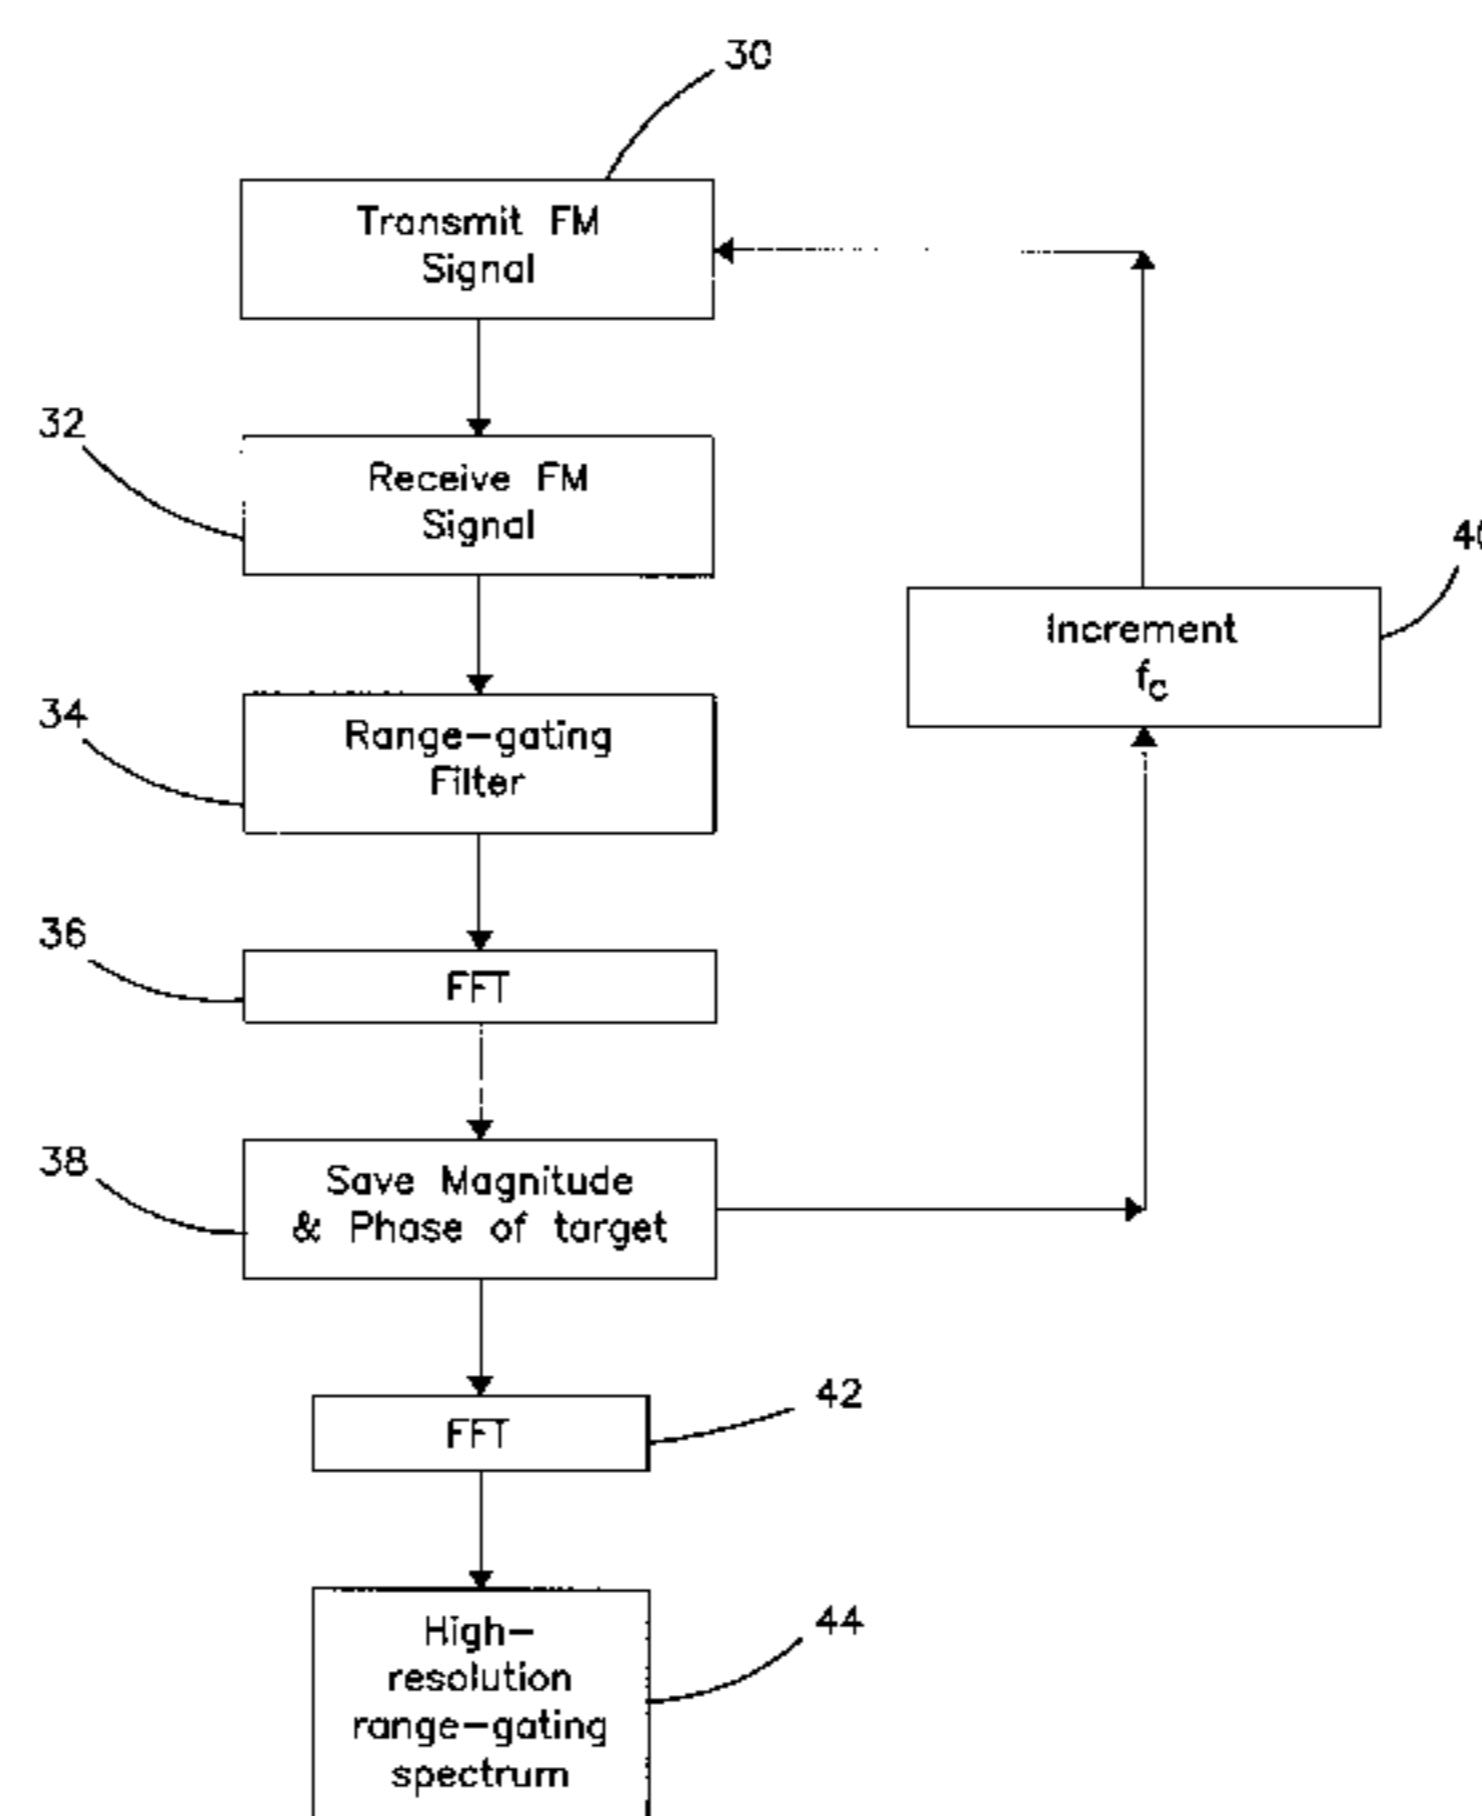 30
Transmit FM
Signal
32
Receive FM
Signal
40
Increment
fc
34
Range-gating
Filter
36
FFT
38
Save Magnitude
& Phase of target
42
FFT
44
High-
resolution
range-gating
spectrum